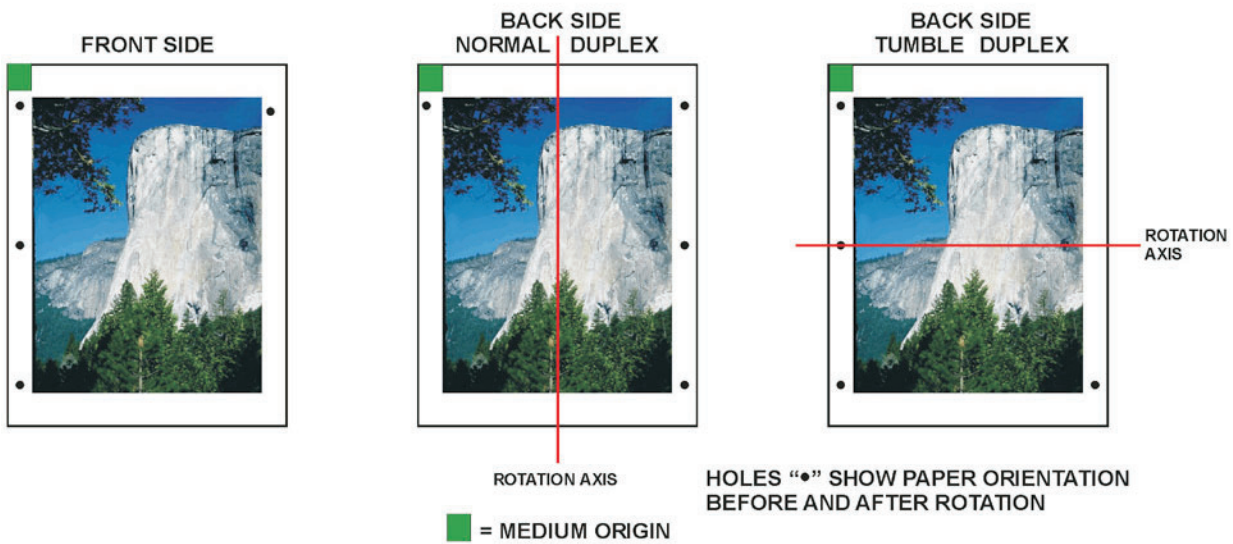 FRONT SIDE
BACK SIDE
NORMAL DUPLEX
BACK SIDE
TUMBLE DUPLEX
ROTATION
AXIS
ROTATION AXIS
HOLES “•” SHOW PAPER ORIENTATION
BEFORE AND AFTER ROTATION
= MEDIUM ORIGIN